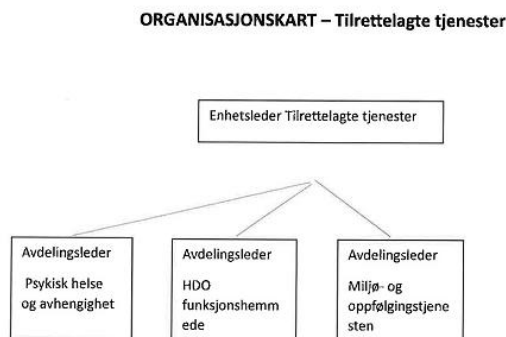 ORGANISASJONSKART – Tilrettelagte tjenester
Enhetsleder Tilrettelagte tjenester
Avdelingsleder
Psykisk helse
og avhengighet
Avdelingsleder
HDO
funksjonshemm
ede
Avdelingsleder
Miljø- og
oppfølgingstjene
sten